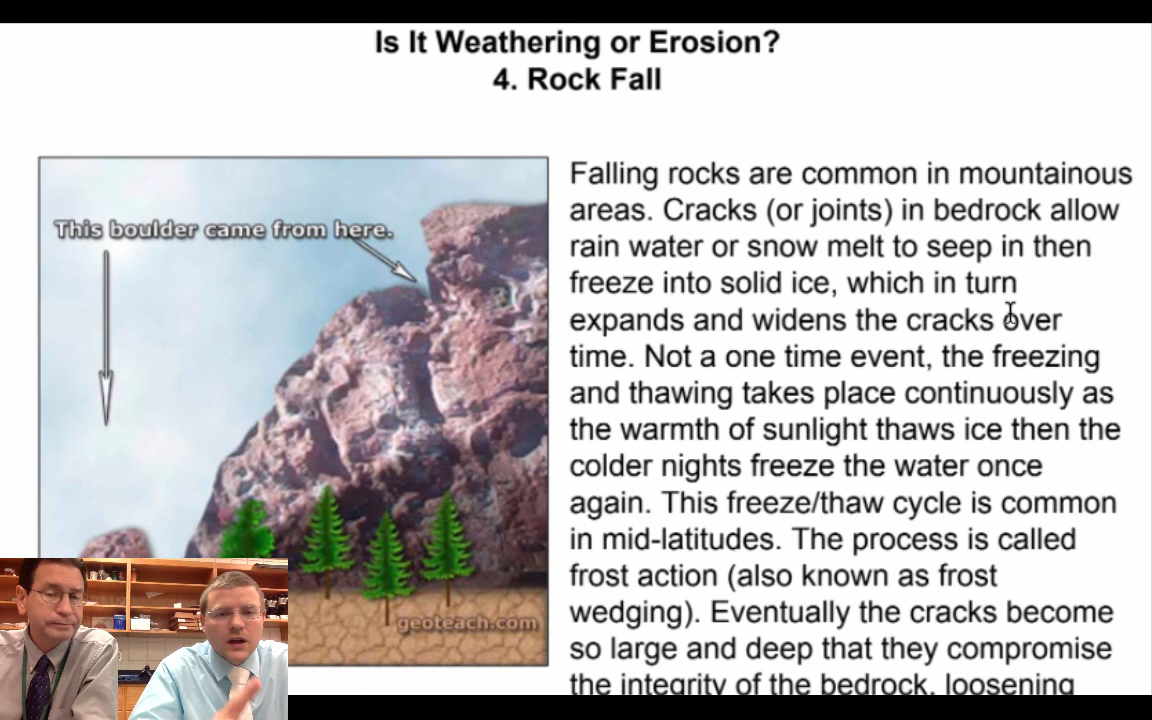 Is It Weathering or Erosion?
4. Rock Fall
This boulder came from here.
Falling rocks are common in mountainous
areas. Cracks (or joints) in bedrock allow
rain water or snow melt to seep in then
freeze into solid ice, which in turn
expands and widens the cracks over
time. Not a one time event, the freezing
and thawing takes place continuously as
the warmth of sunlight thaws ice then the
colder nights freeze the water once
again. This freeze/thaw cycle is common
in mid-latitudes. The process is called
frost action (also known as frost
wedging). Eventually the cracks become
so large and deep that they compromise
the integrity of the bedrock, loosening
geoteach.com